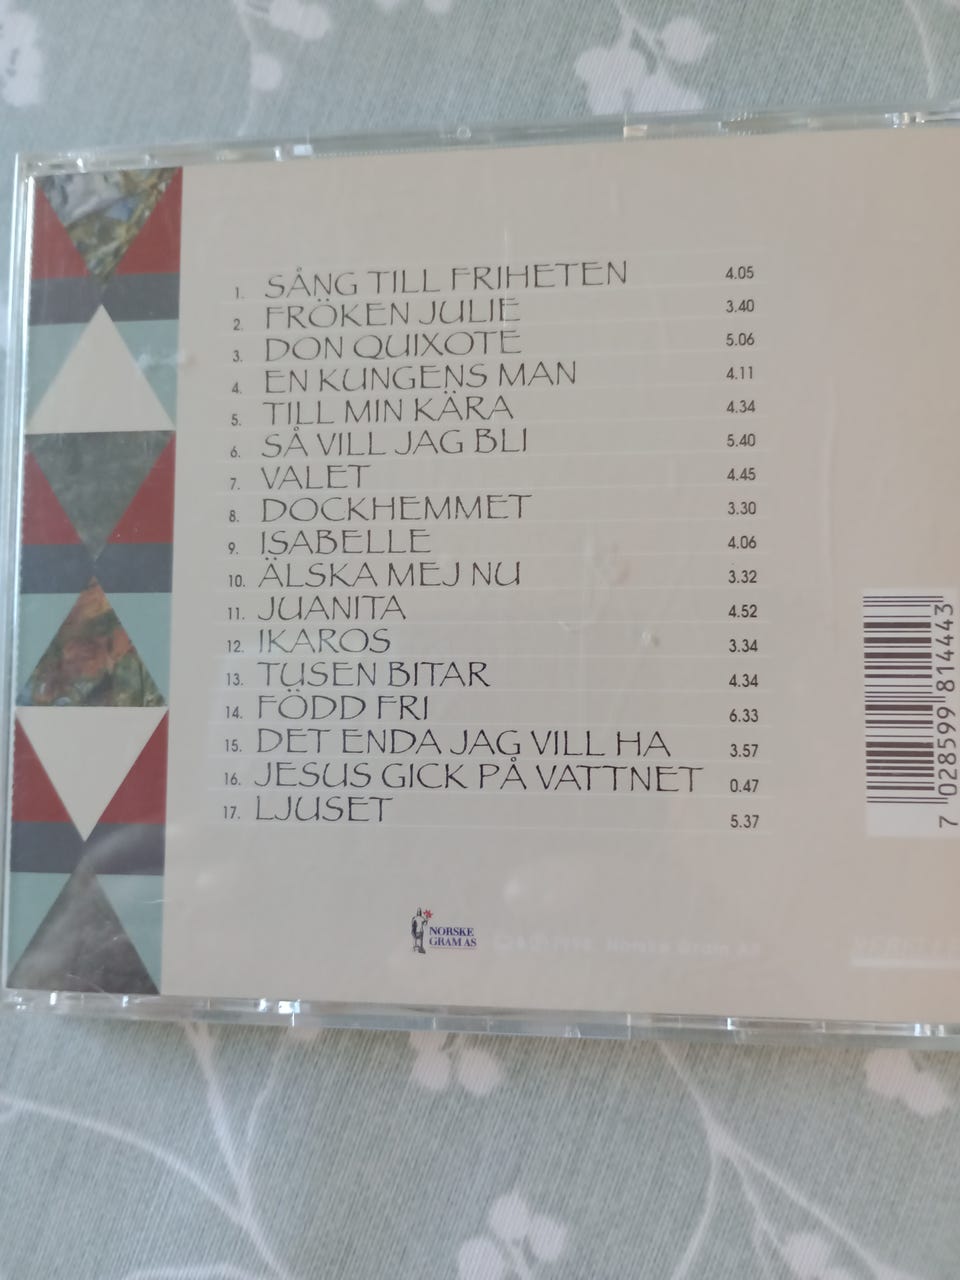 1. SÅNG TILL FRIHETEN 4.05
2. FRÖKEN JULIE 3.40
3. DON QUIXOTE 5.06
4. EN KUNGENS MAN 4.11
5. TILL MIN KÄRA 4.34
6. SÅ VILL JAG BLI 5.40
7. VALET 4.45
8. DOCKHEMMET 3.30
9. ISABELLE 4.06
10. ÄLSKA MEJ NU 3.32
11. JUANITA 4.52
12. IKAROS 3.34
13. TUSEN BITAR 4.34
14. FÖDD FRI 6.33
15. DET ENDA JAG VILL HA 3.57
16. JESUS GICK PÅ VATTNET 0.47
17. LJUSET 5.37
NORSKE
GRAM AS
Norske Gram AS
7 028599 814443